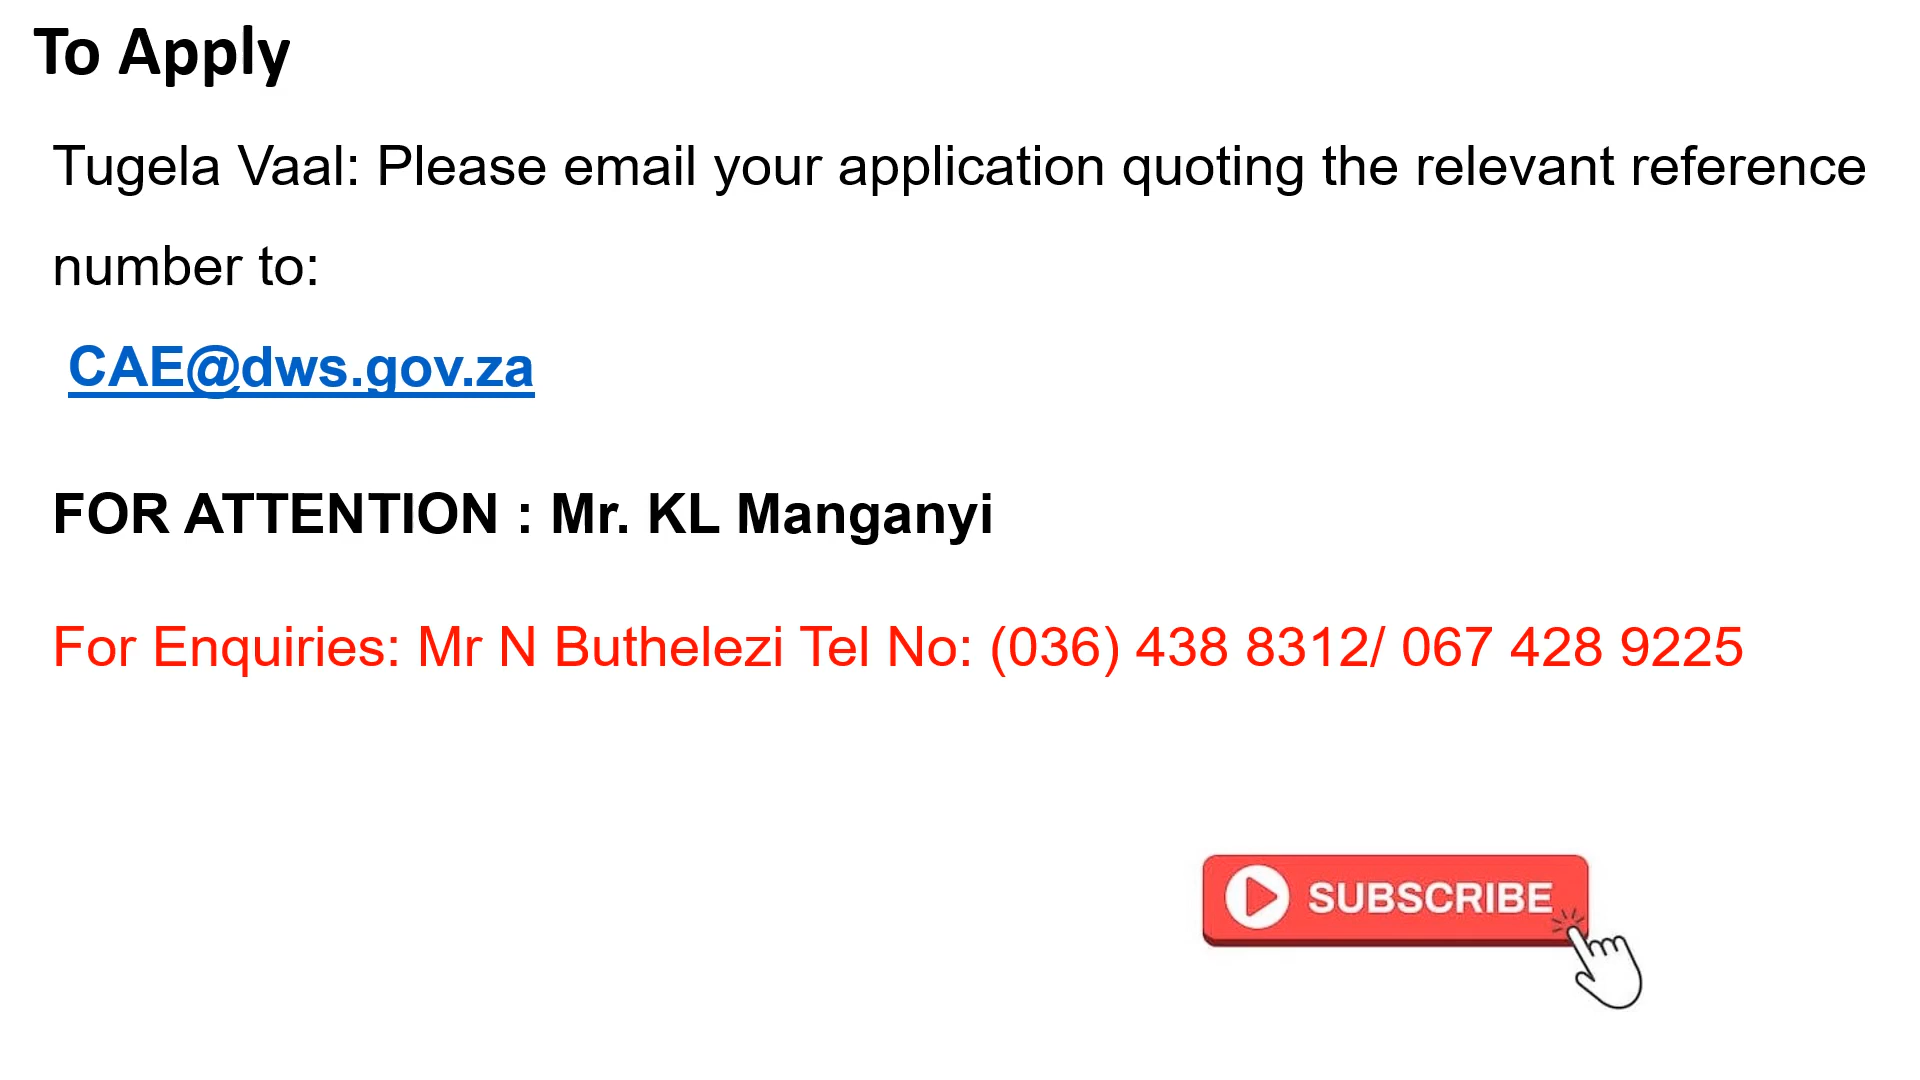 To Apply
Tugela Vaal: Please email your application quoting the relevant reference
number to:
CAE@dws.gov.za
FOR ATTENTION : Mr. KL Manganyi
For Enquiries: Mr N Buthelezi Tel No: (036) 438 8312/ 067 428 9225
SUBSCRIBE